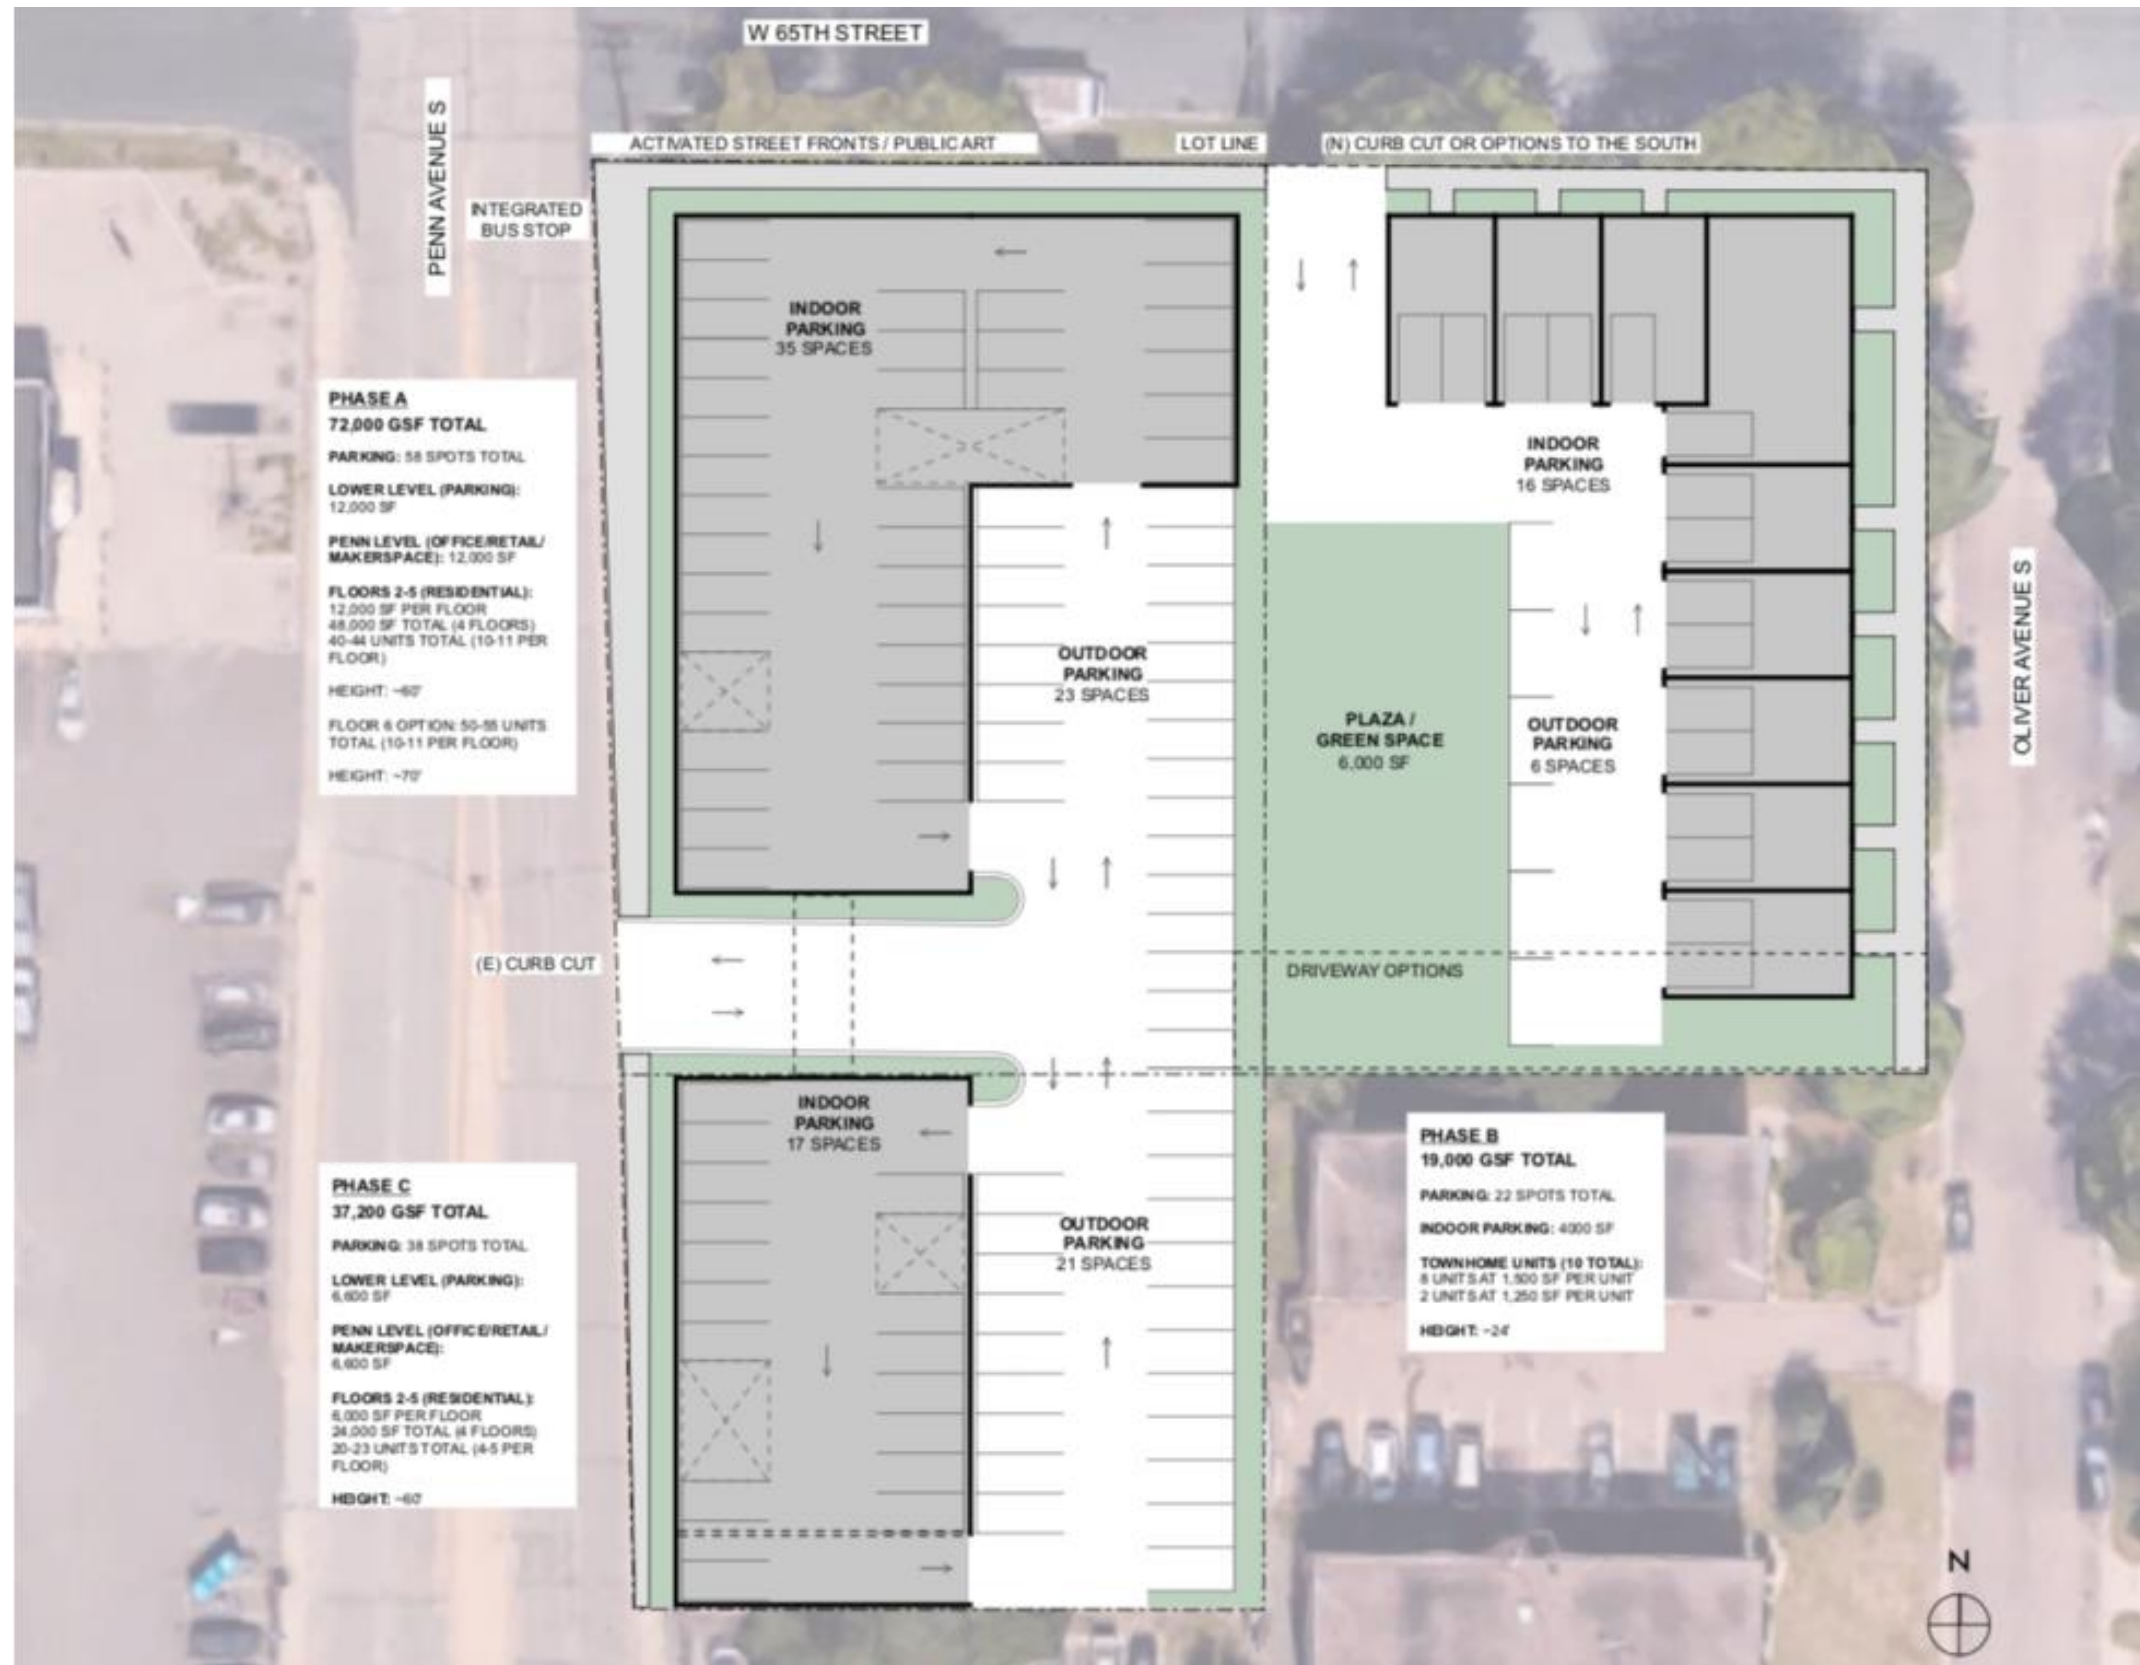 W 65TH STREET
PENN AVENUE S
ACTIVATED STREET FRONTS / PUBLIC ART
LOT LINE
(N) CURB CUT OR OPTIONS TO THE SOUTH
INTEGRATED
BUS STOP
INDOOR
PARKING
35 SPACES
PHASE A
72,000 GSF TOTAL
PARKING: 58 SPOTS TOTAL
LOWER LEVEL (PARKING):
12,000 SF
PENN LEVEL (OFFICE/RETAIL/
MAKERSPACE): 12,000 SF
FLOORS 2-5 (RESIDENTIAL):
12,000 SF PER FLOOR
48,000 SF TOTAL (4 FLOORS)
40-44 UNITS TOTAL (10-11 PER
FLOOR)
HEIGHT: ~60'
FLOOR 6 OPTION: 50-55 UNITS
TOTAL (10-11 PER FLOOR)
HEIGHT: ~70'
INDOOR
PARKING
16 SPACES
OUTDOOR
PARKING
23 SPACES
PLAZA /
GREEN SPACE
6,000 SF
OUTDOOR
PARKING
6 SPACES
OLIVER AVENUE S
(E) CURB CUT
DRIVEWAY OPTIONS
INDOOR
PARKING
17 SPACES
OUTDOOR
PARKING
21 SPACES
PHASE C
37,200 GSF TOTAL
PARKING: 38 SPOTS TOTAL
LOWER LEVEL (PARKING):
6,600 SF
PENN LEVEL (OFFICE/RETAIL/
MAKERSPACE):
6,600 SF
FLOORS 2-5 (RESIDENTIAL):
6,000 SF PER FLOOR
24,000 SF TOTAL (4 FLOORS)
20-23 UNITS TOTAL (4-5 PER
FLOOR)
HEIGHT: ~60'
PHASE B
19,000 GSF TOTAL
PARKING: 22 SPOTS TOTAL
INDOOR PARKING: 4000 SF
TOWNHOME UNITS (10 TOTAL):
8 UNITS AT 1,500 SF PER UNIT
2 UNITS AT 1,250 SF PER UNIT
HEIGHT: ~24'
N